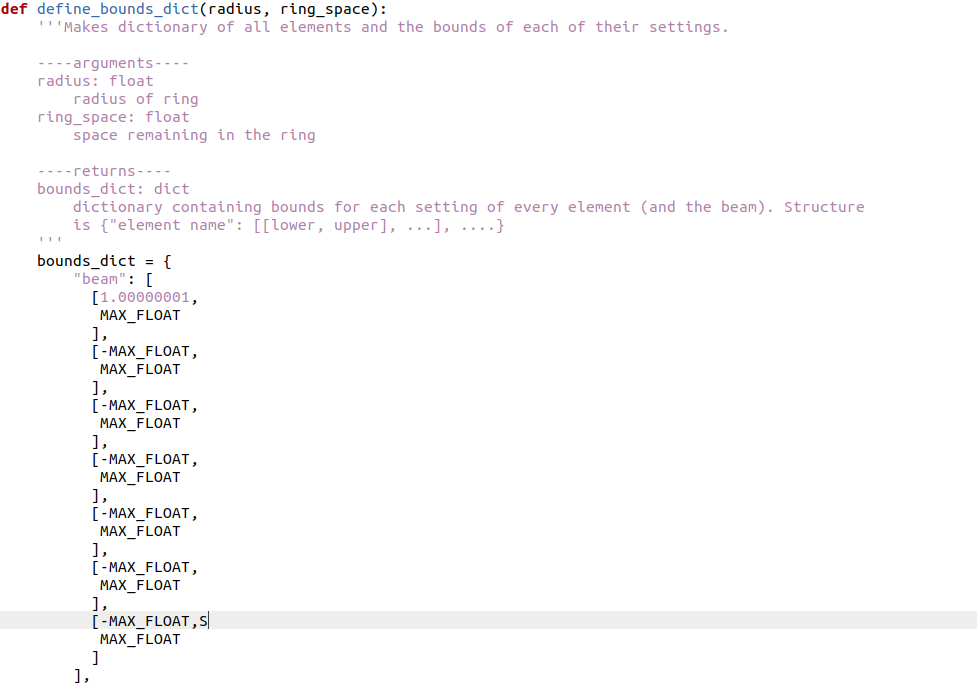 def define_bounds_dict(radius, ring_space):
    '''Makes dictionary of all elements and the bounds of each of their settings.

    ----arguments----
    radius: float
        radius of ring
    ring_space: float
        space remaining in the ring

    ----returns----
    bounds_dict: dict
        dictionary containing bounds for each setting of every element (and the beam). Structure
        is {"element name": [[lower, upper], ...], ....}
    '''
    bounds_dict = {
        "beam": [
          [1.00000001,
           MAX_FLOAT
          ],
          [-MAX_FLOAT,
           MAX_FLOAT
          ],
          [-MAX_FLOAT,
           MAX_FLOAT
          ],
          [-MAX_FLOAT,
           MAX_FLOAT
          ],
          [-MAX_FLOAT,
           MAX_FLOAT
          ],
          [-MAX_FLOAT,
           MAX_FLOAT
          ],
          [-MAX_FLOAT,S
           MAX_FLOAT
          ]
        ],